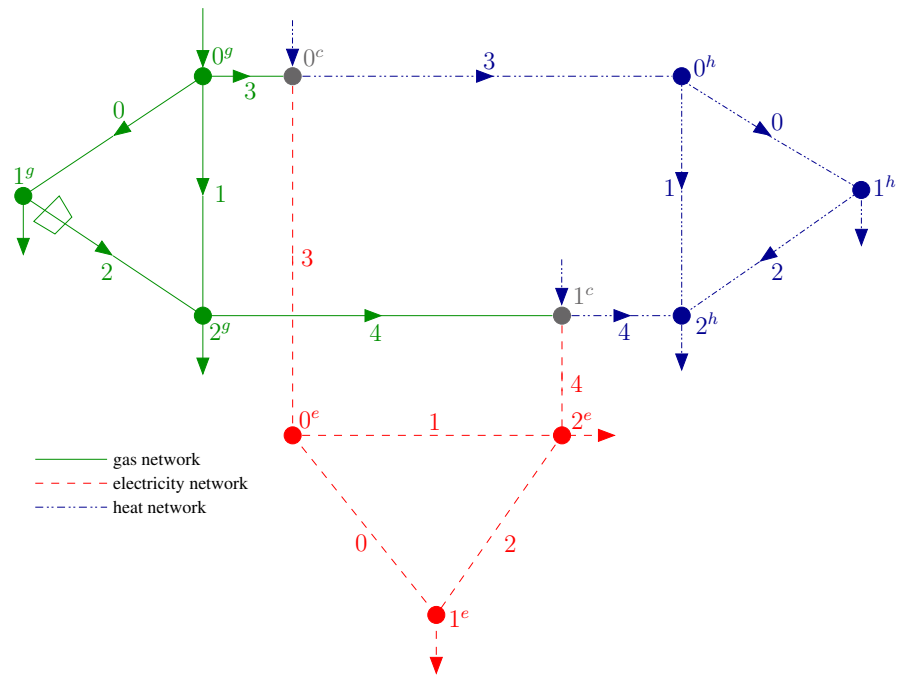 0^g
0^c
3
0^h
3
0
0
1^g
1
1
1^h
2
3
2
1^c
2^g
4
4
2^h
4
0^e
1
2^e
gas network
electricity network
heat network
0
2
1^e